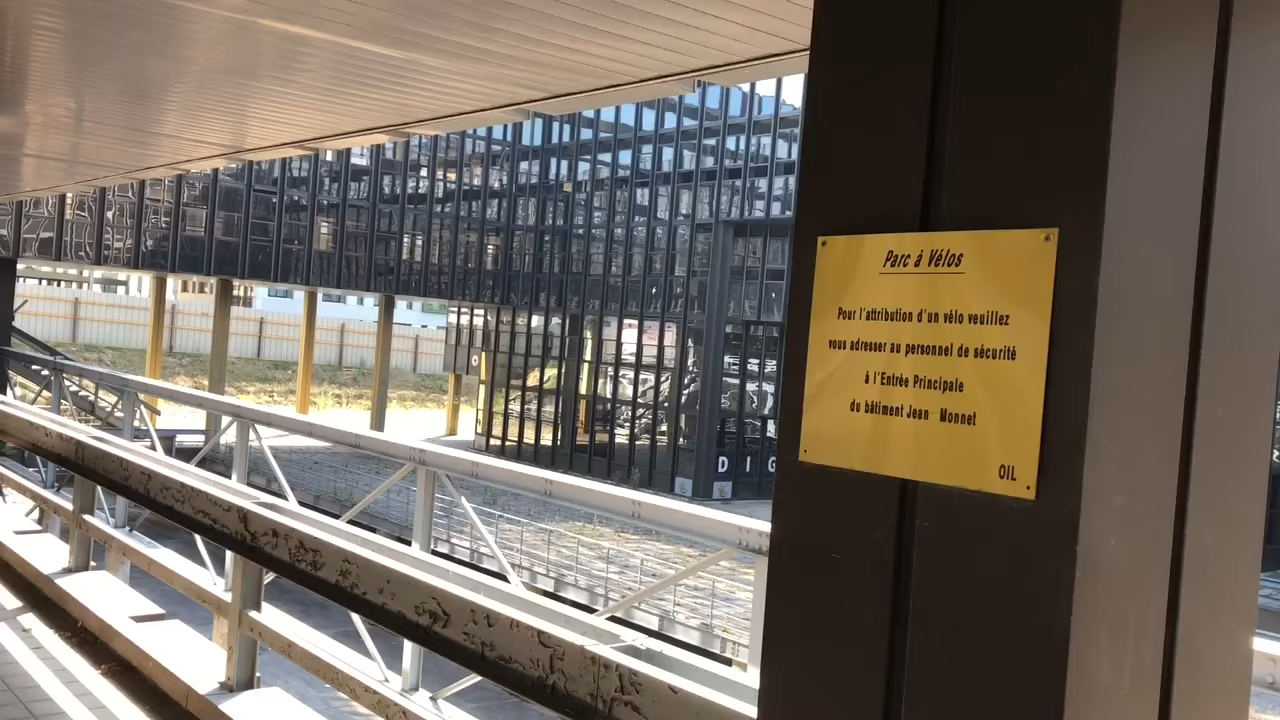 Parc à Vélos
Pour l'attribution d'un vélo veuillez
vous adresser au personnel de sécurité
à l'Entrée Principale
du bâtiment Jean Monnet
OIL
D I G